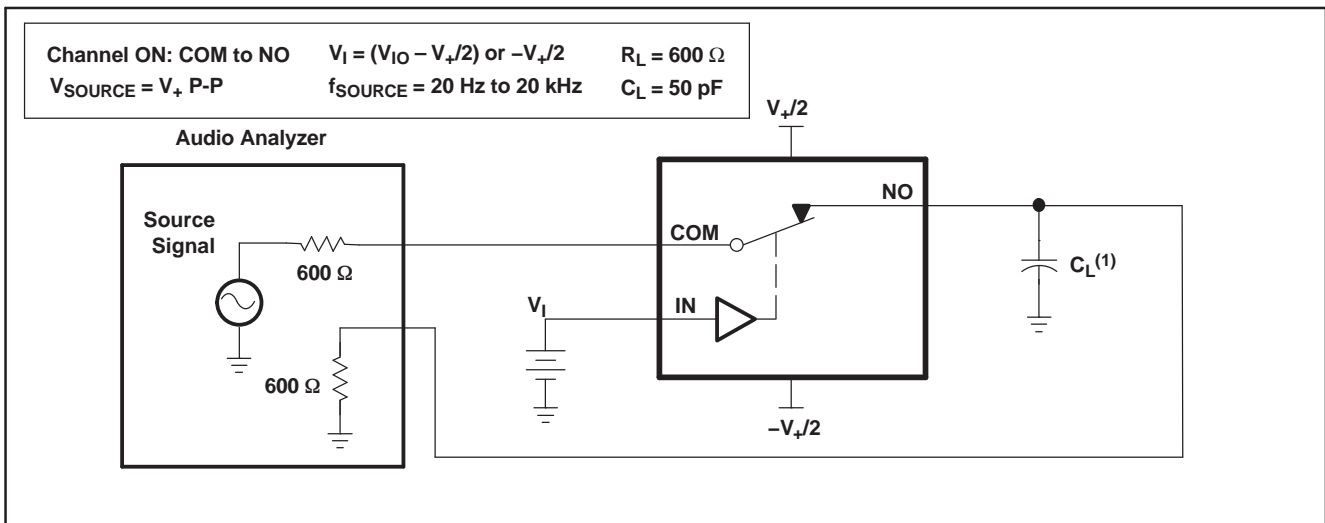 Channel ON: COM to NO V_I = (V_IO – V_+/2) or –V_+/2 R_L = 600 Ω
V_SOURCE = V_+ P-P f_SOURCE = 20 Hz to 20 kHz C_L = 50 pF
Audio Analyzer
V_+/2
Source
Signal
600 Ω
COM
NO
C_L(1)
V_I
IN
600 Ω
–V_+/2